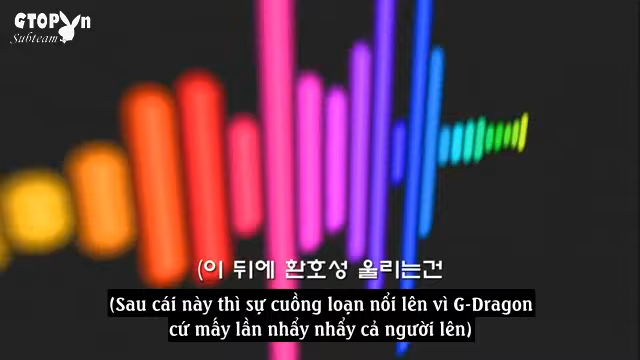 GTOPVn
Subteam
(이 뒤에 환호성 울리는건
(Sau cái này thì sự cuồng loạn nổi lên vì G-Dragon
cứ mấy lần nhẩy nhẩy cả người lên)